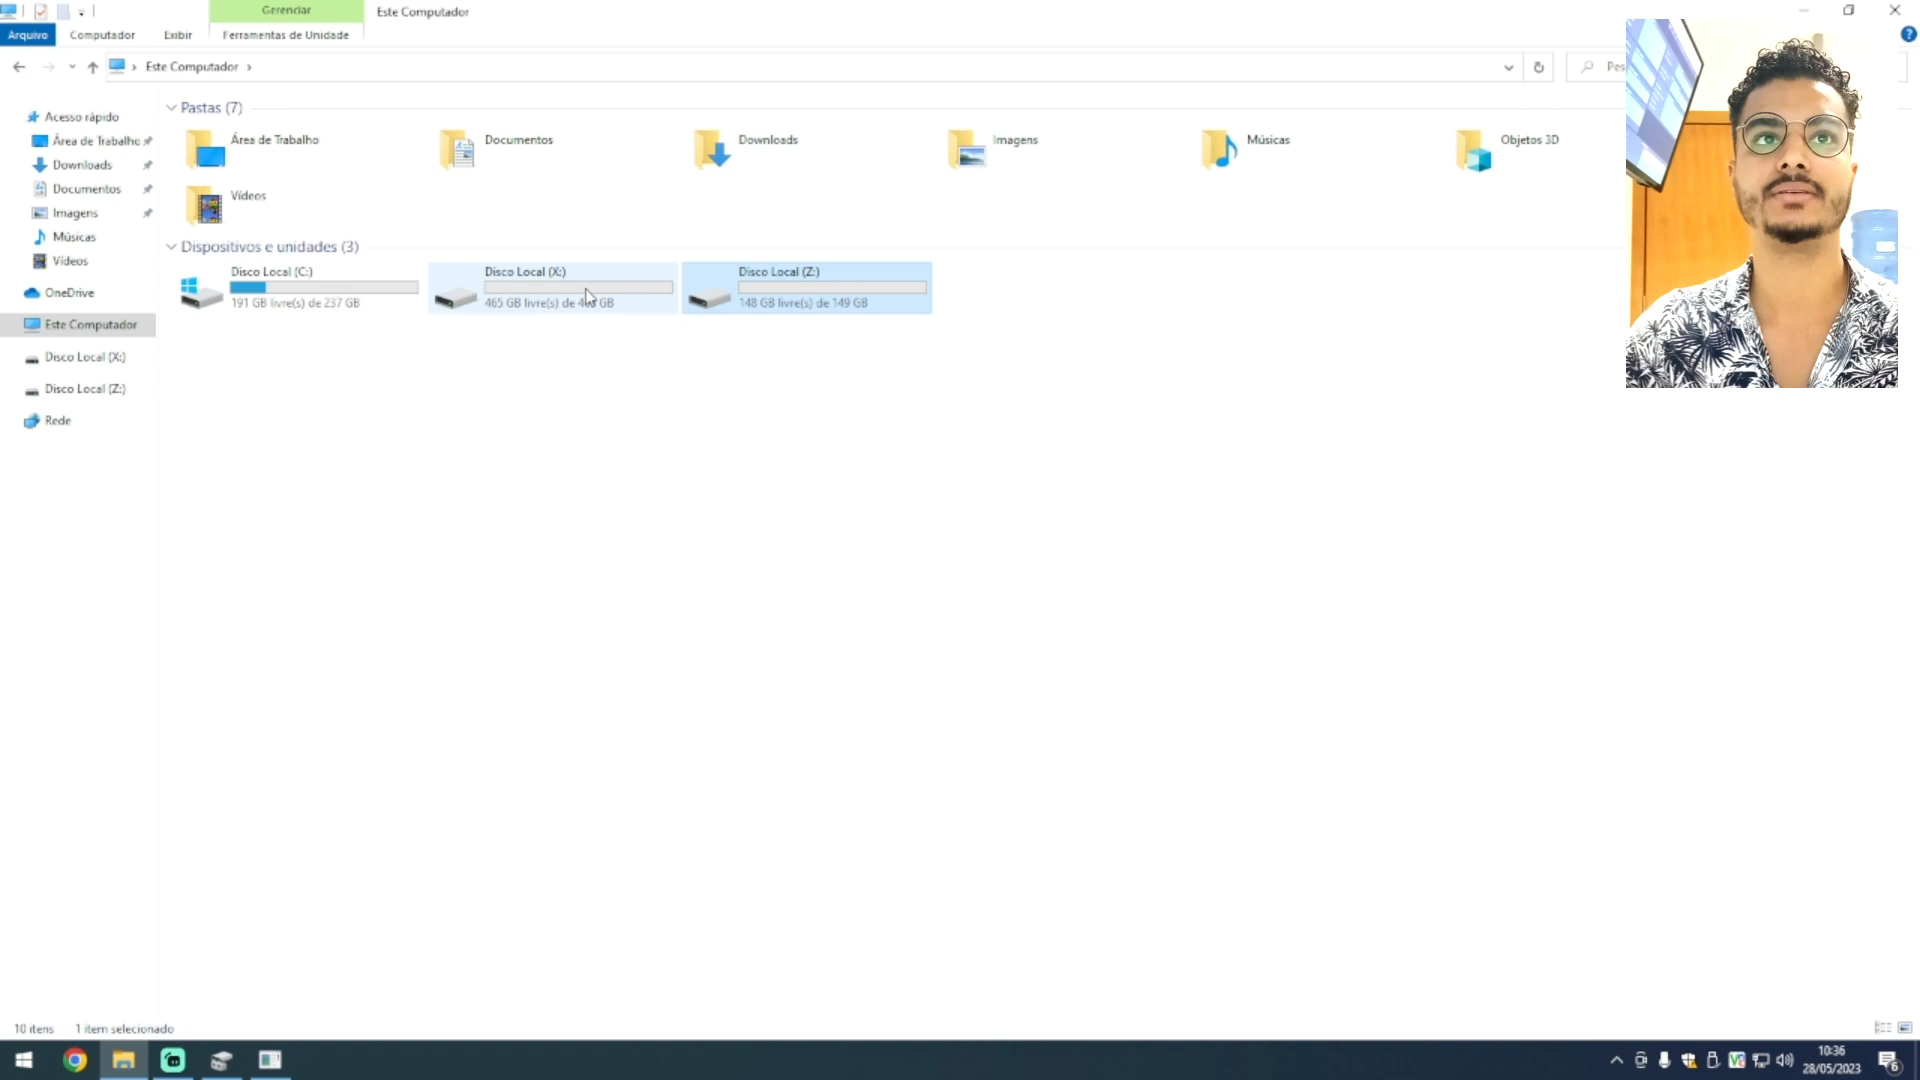 Gerenciar
Este Computador
Arquivo
Computador
Exibir
Ferramentas de Unidade
Este Computador
Pes
Acesso rápido
Área de Trabalho
Downloads
Documentos
Imagens
Músicas
Vídeos
OneDrive
Este Computador
Disco Local (X:)
Disco Local (Z:)
Rede
Pastas (7)
Área de Trabalho
Documentos
Downloads
Imagens
Músicas
Objetos 3D
Vídeos
Dispositivos e unidades (3)
Disco Local (C:)
191 GB livre(s) de 237 GB
Disco Local (X:)
465 GB livre(s) de GB
Disco Local (Z:)
148 GB livre(s) de 149 GB
10 itens
1 item selecionado
10:36
28/05/2023
6